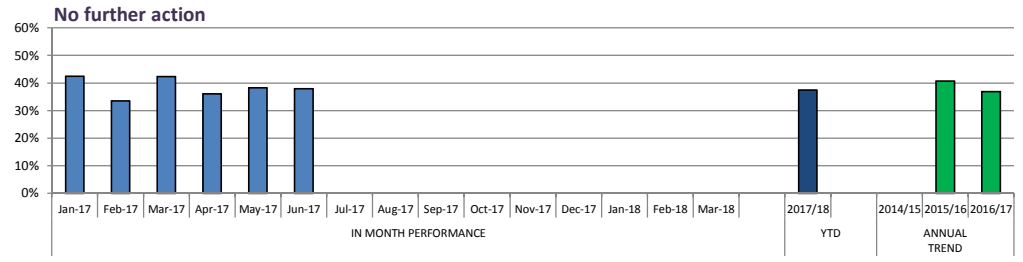 No further action
60%
50%
40%
30%
20%
10%
0%
Jan-17 Feb-17 Mar-17 Apr-17 May-17 Jun-17 Jul-17 Aug-17 Sep-17 Oct-17 Nov-17 Dec-17 Jan-18 Feb-18 Mar-18 2017/18 2014/15 2015/16 2016/17
IN MONTH PERFORMANCE YTD ANNUAL
TREND